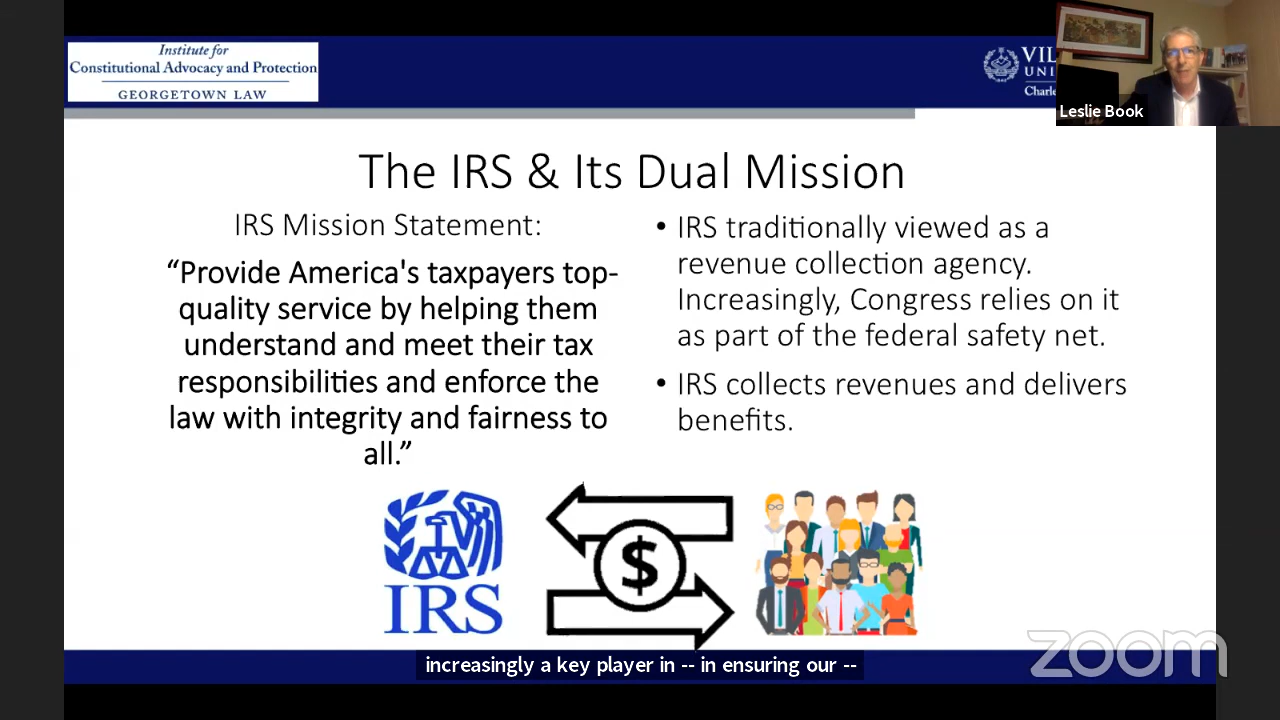 Institute for
Constitutional Advocacy and Protection
GEORGETOWN LAW
Leslie Book
The IRS & Its Dual Mission
IRS Mission Statement:
“Provide America's taxpayers top-
quality service by helping them
understand and meet their tax
responsibilities and enforce the
law with integrity and fairness to
all.”
• IRS traditionally viewed as a
revenue collection agency.
Increasingly, Congress relies on it
as part of the federal safety net.
• IRS collects revenues and delivers
benefits.
IRS
$
increasingly a key player in -- in ensuring our --
zoom